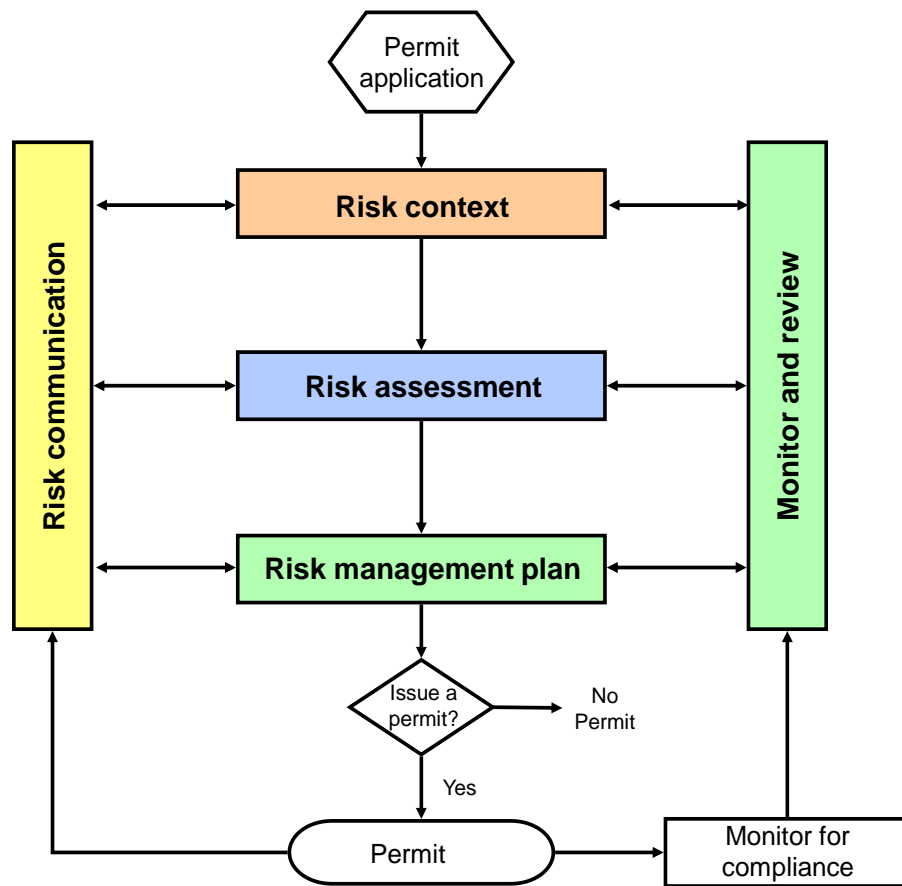 Permit
application
Risk context
Risk communication
Risk assessment
Monitor and review
Risk management plan
Issue a
permit?
No
Permit
Yes
Permit
Monitor for
compliance